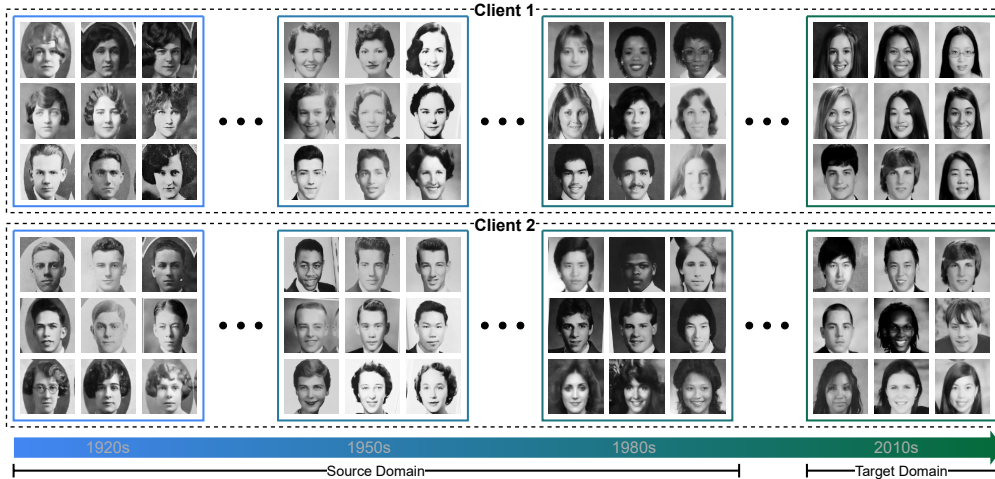 Client 1
Client 2
1920s
1950s
1980s
2010s
Source Domain
Target Domain